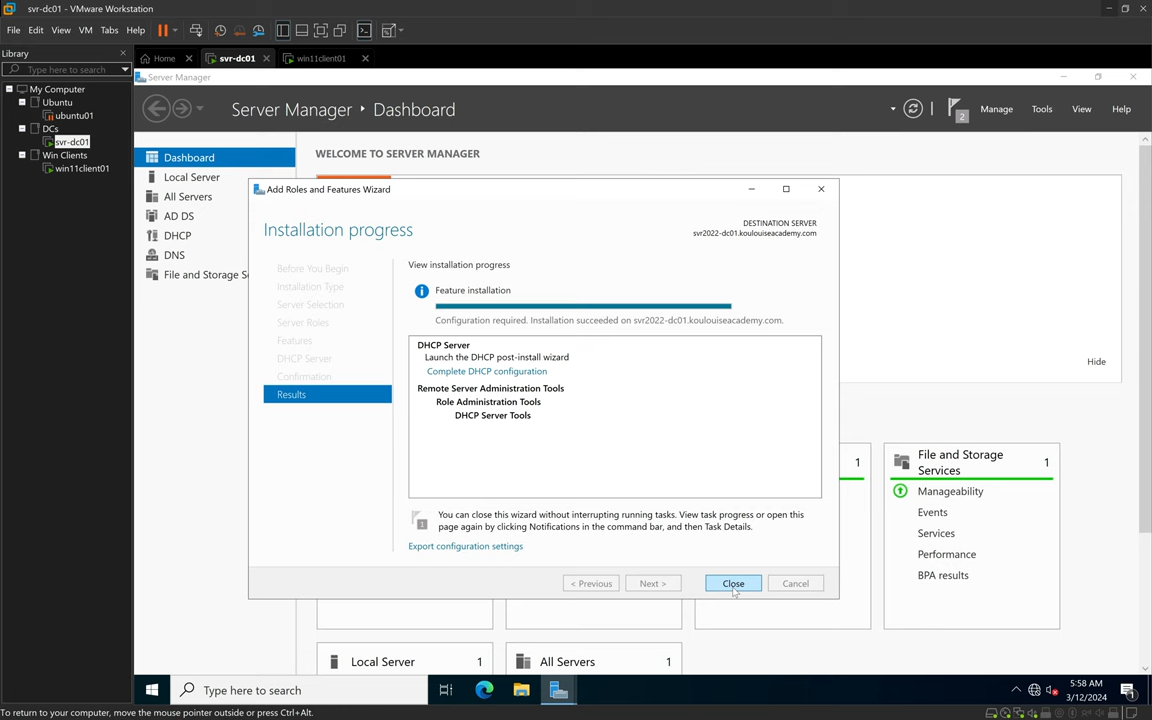 svr-dc01 - VMware Workstation
File Edit View VM Tabs Help
Library
Type here to search
My Computer
Ubuntu
ubuntu01
DCs
svr-dc01
Win Clients
win11client01
Home
svr-dc01
win11client01
Server Manager
Server Manager • Dashboard
2
Manage Tools View Help
Dashboard
Local Server
All Servers
AD DS
DHCP
DNS
File and Storage S
WELCOME TO SERVER MANAGER
Add Roles and Features Wizard
Installation progress
DESTINATION SERVER
svr2022-dc01.koulouiseacademy.com
Before You Begin
Installation Type
Server Selection
Server Roles
Features
DHCP Server
Confirmation
Results
View installation progress
Feature installation
Configuration required. Installation succeeded on svr2022-dc01.koulouiseacademy.com.
DHCP Server
Launch the DHCP post-install wizard
Complete DHCP configuration
Remote Server Administration Tools
Role Administration Tools
DHCP Server Tools
1
You can close this wizard without interrupting running tasks. View task progress or open this
page again by clicking Notifications in the command bar, and then Task Details.
Export configuration settings
< Previous Next > Close Cancel
Hide
1
File and Storage
Services
1
Manageability
Events
Services
Performance
BPA results
Local Server 1
All Servers 1
Type here to search
5:58 AM
3/12/2024
1
To return to your computer, move the mouse pointer outside or press Ctrl+Alt.